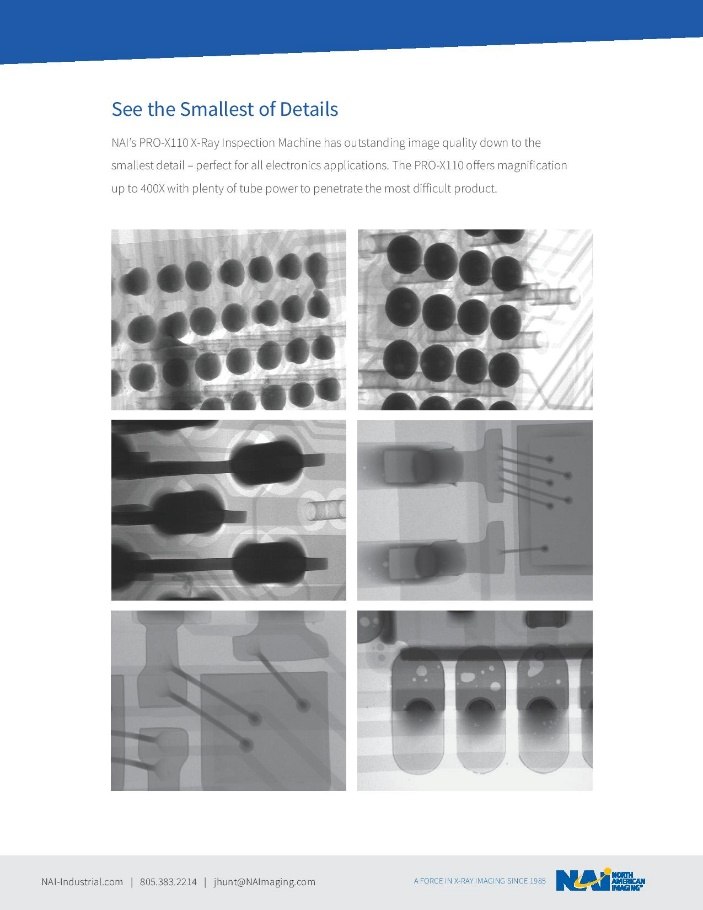 See the Smallest of Details
NAI's PRO-X110 X-Ray Inspection Machine has outstanding image quality down to the
smallest detail – perfect for all electronics applications. The PRO-X110 offers magnification
up to 400X with plenty of tube power to penetrate the most difficult product.
NAI-Industrial.com | 805.383.2214 | jhunt@NAImaging.com
A FORCE IN X-RAY IMAGING SINCE 1985
NAI
NORTH
AMERICAN
IMAGING